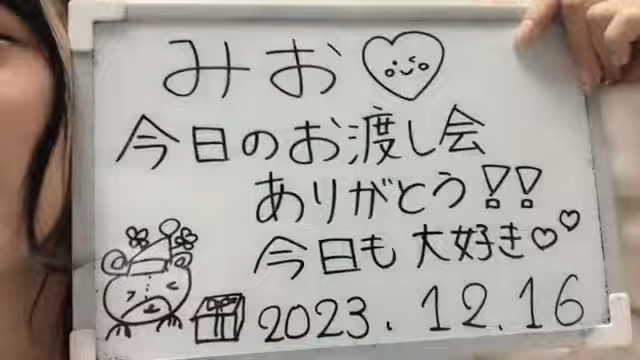 みお
今日のお渡し会
ありがとう!!
今日も大好き♡♡
2023.12.16